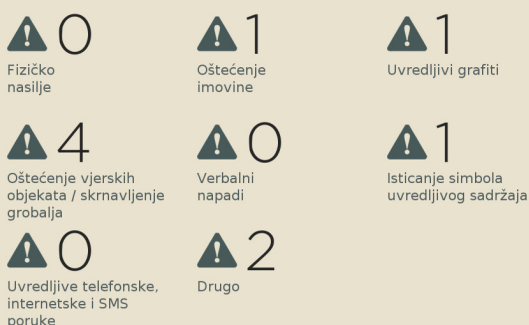 0
Fizičko
nasilje
1
Oštećenje
imovine
1
Uvredljivi grafiti
4
Oštećenje vjerskih
objekata / skrnavljenje
grobalja
0
Verbalni
napadi
1
Isticanje simbola
uvredljivog sadržaja
0
Uvredljive telefonske,
internetske i SMS
poruke
2
Drugo